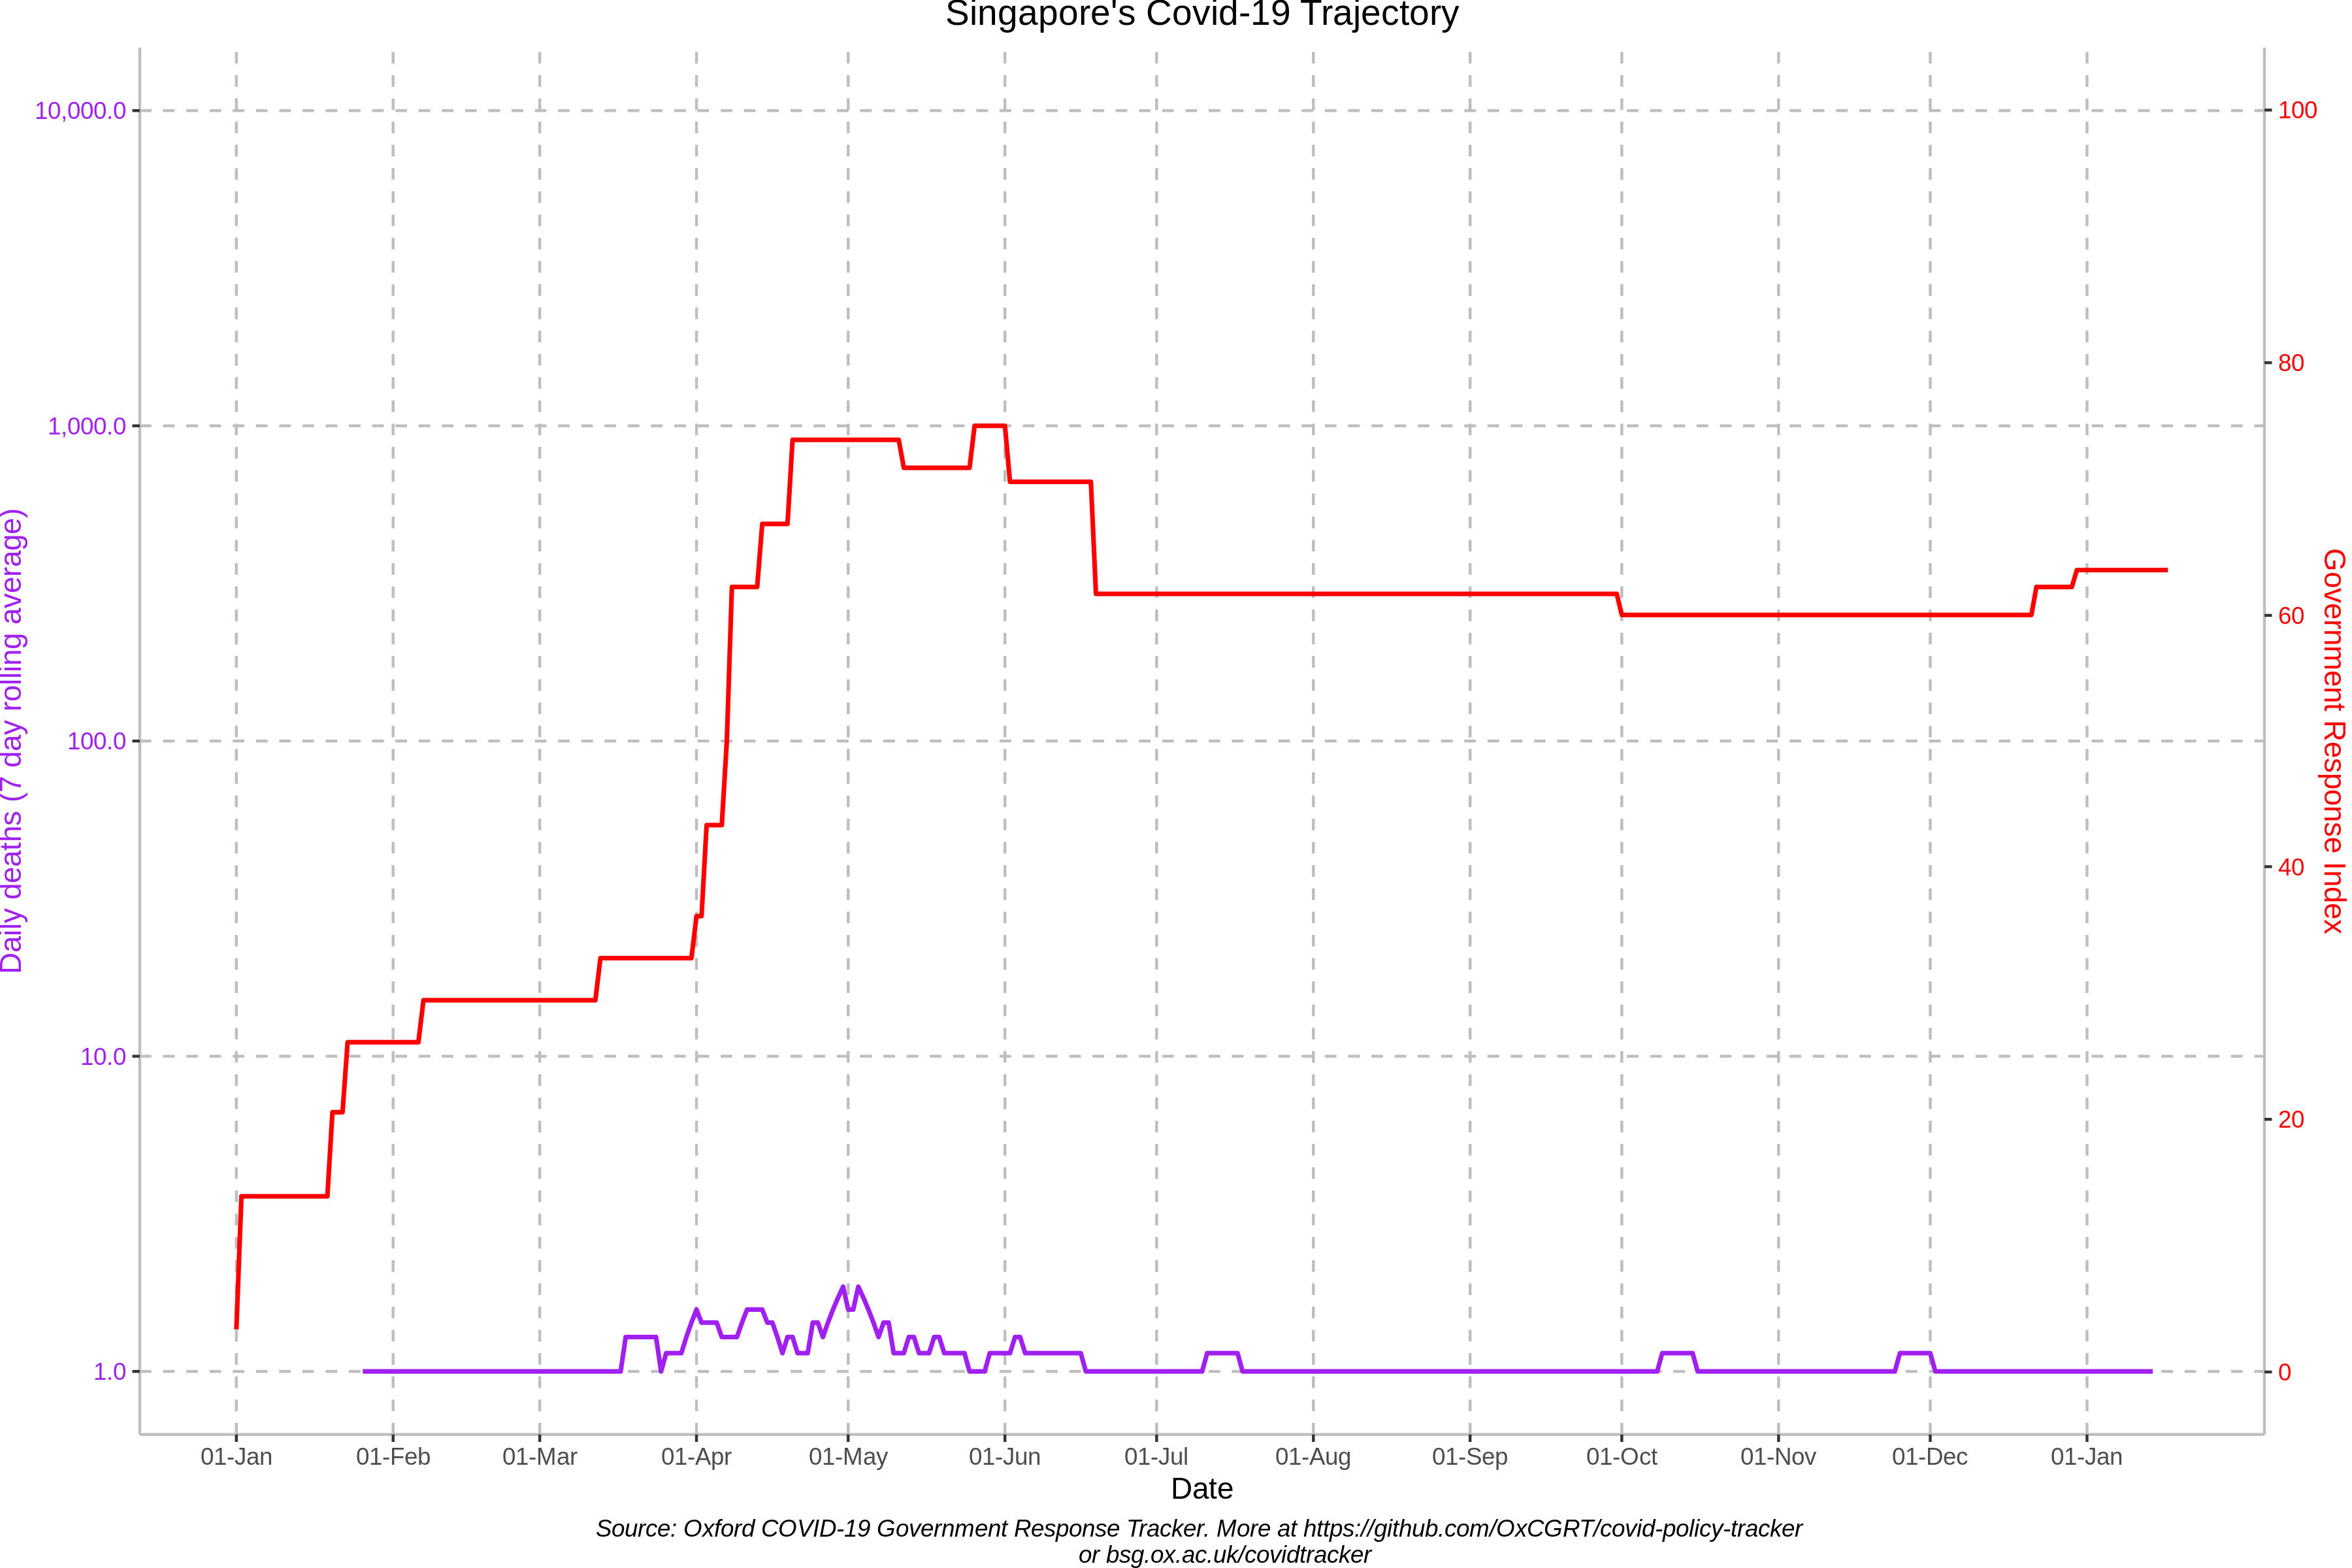 Singapore's Covid-19 Trajectory
10,000.0
1,000.0
100.0
10.0
1.0
Daily deaths (7 day rolling average)
100
80
60
40
20
0
Government Response Index
01-Jan
01-Feb
01-Mar
01-Apr
01-May
01-Jun
01-Jul
01-Aug
01-Sep
01-Oct
01-Nov
01-Dec
01-Jan
Date
Source: Oxford COVID-19 Government Response Tracker. More at https://github.com/OxCGRT/covid-policy-tracker
or bsg.ox.ac.uk/covidtracker